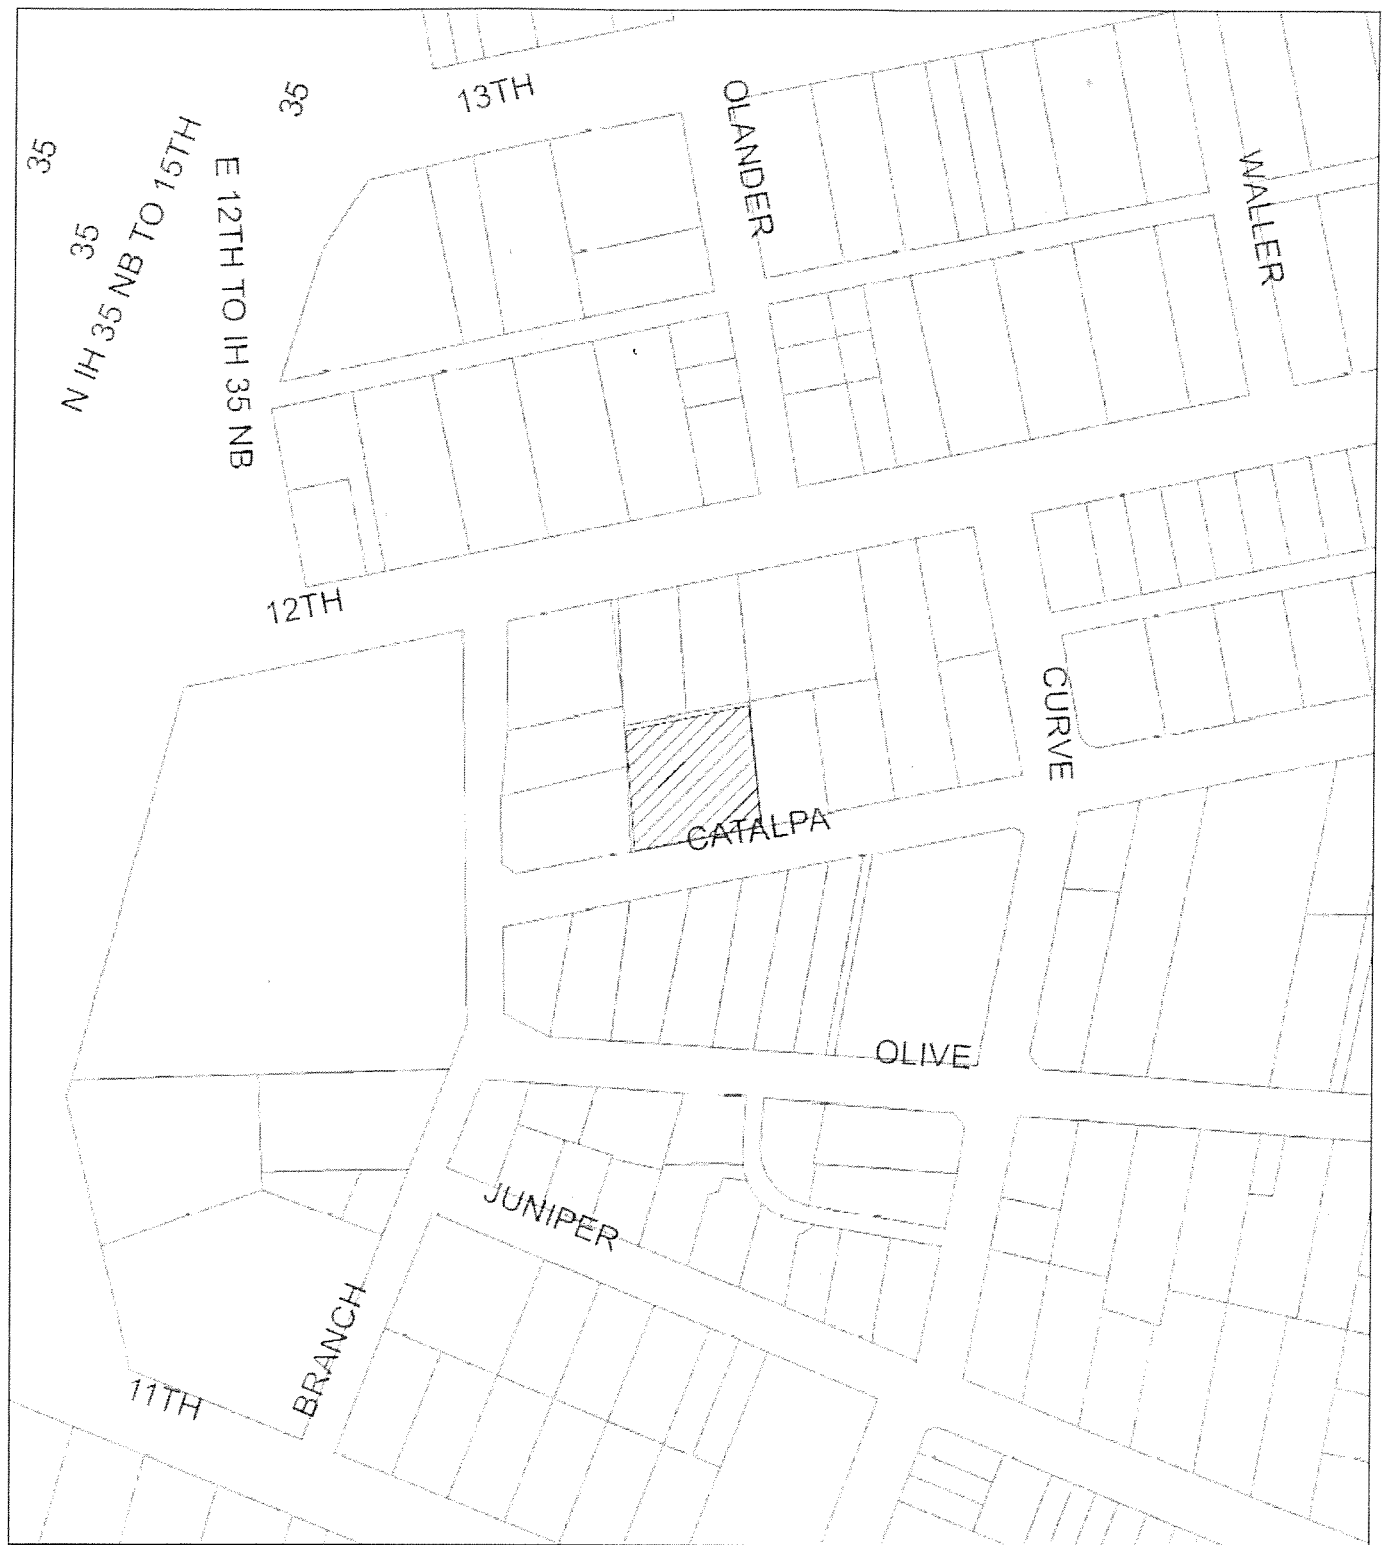 13TH
35
OLANDER
35
N IH 35 NB TO 15TH
E 12TH TO IH 35 NB
WALLER
35
12TH
CURVE
CATALPA
OLIVE
JUNIPER
BRANCH
11TH